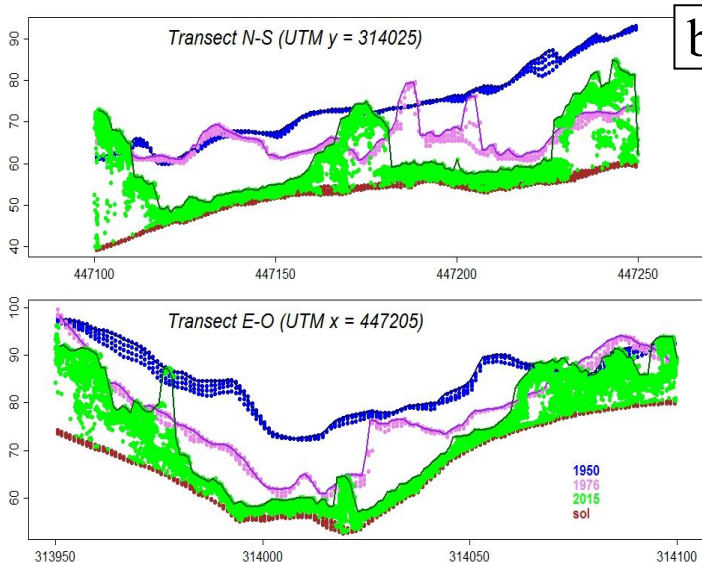 b
Transect N-S (UTM y = 314025)
90
80
70
60
50
40
447100 447150 447200 447250
Transect E-O (UTM x = 447205)
100
90
80
70
60
1950
1976
2015
sol
313950 314000 314050 314100